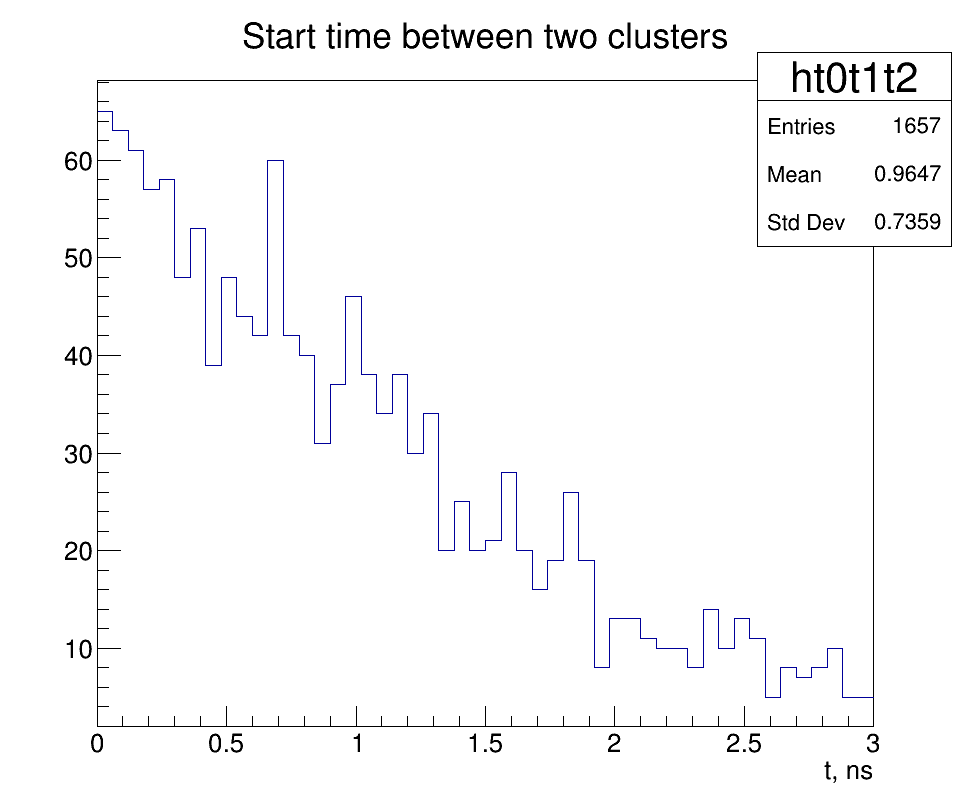 Start time between two clusters
ht0t1t2
Entries 1657
Mean 0.9647
Std Dev 0.7359
60
50
40
30
20
10
0 0.5 1 1.5 2 2.5 3
t, ns